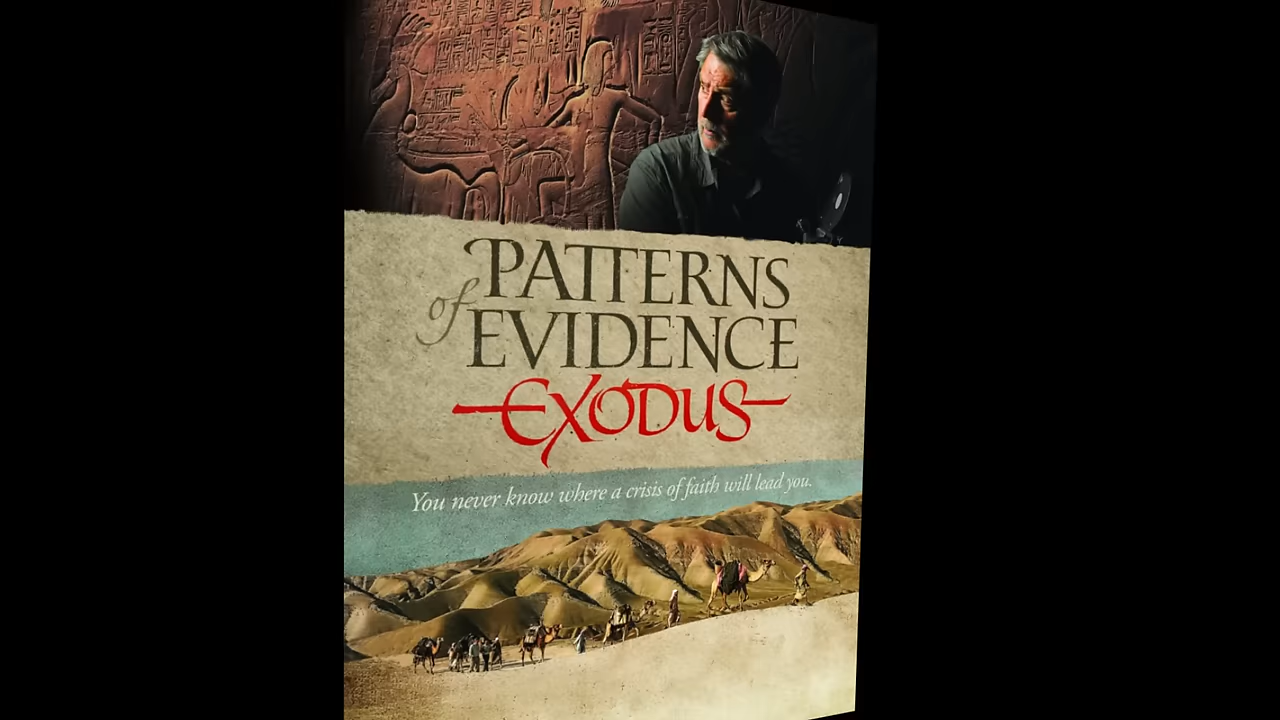 PATTERNS
of EVIDENCE
EXODUS
You never know where a crisis of faith will lead you.